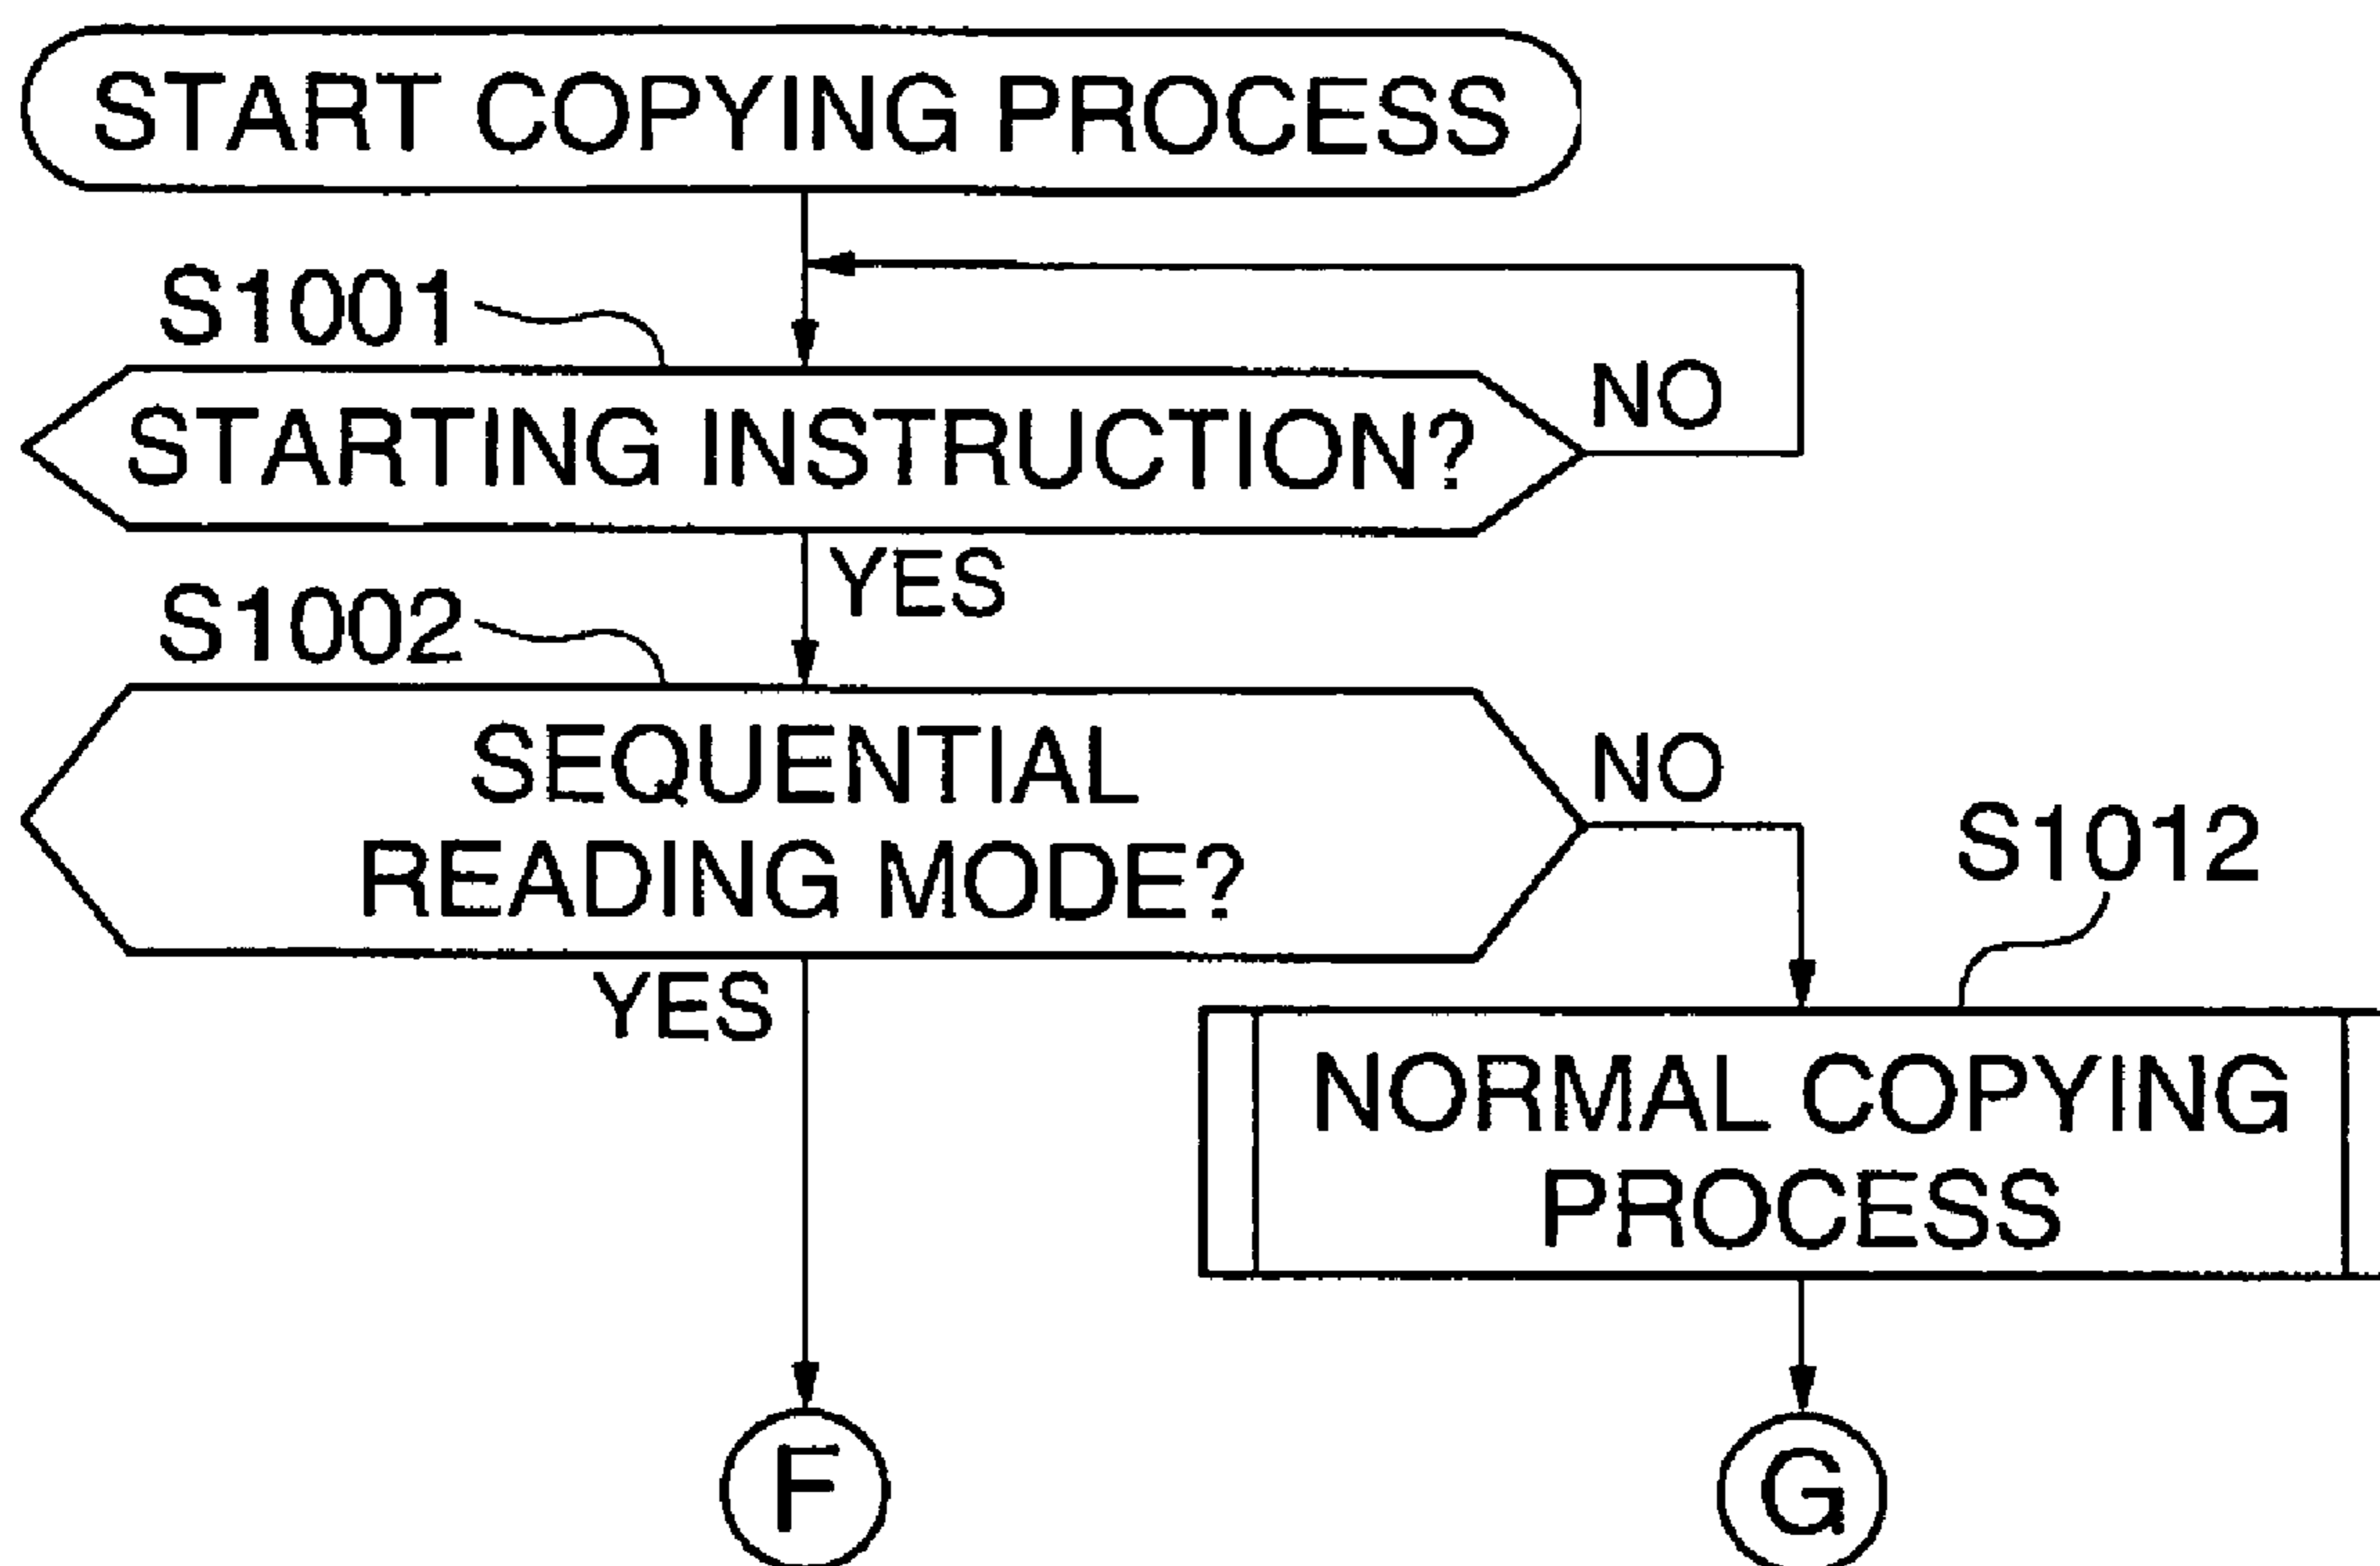 START COPYING PROCESS
S1001
STARTING INSTRUCTION?
NO
YES
S1002
SEQUENTIAL
READING MODE?
NO
YES
S1012
NORMAL COPYING
PROCESS
F
G